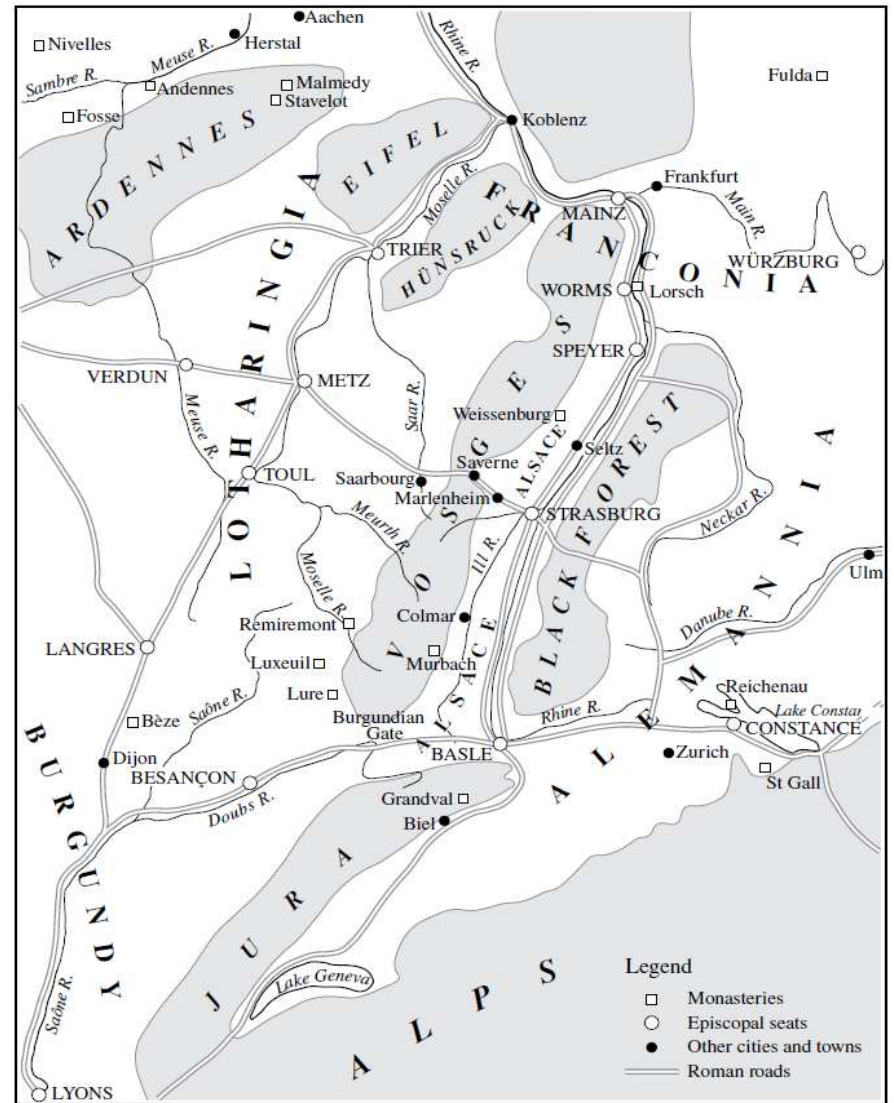 Aachen
Nivelles
Herstal
Meuse R.
Sambre R.
Andennes
Malmedy
Stavelot
Fosse
Rhine R.
Fulda
Koblenz
ARDENNES
EIFEL
Moselle R.
Frankfurt
MAINZ
Main R.
FRANCONIA
HÜNSRUCK
TRIER
WÜRZBURG
WORMS
Lorsch
LOTHARINGIA
SPEYER
VERDUN
METZ
Saar R.
Weissenburg
ALSACE
Seltz
BLACK FOREST
Meuse R.
TOUL
Saarbourg
Saverne
Marlenheim
STRASBURG
Neckar R.
VOSGES
Meurth R.
Moselle R.
Ill R.
Ulm
Colmar
Danube R.
ALEMANNIA
Remiremont
LANGRES
Luxeuil
Murbach
Lure
ALSACE
Saône R.
Bèze
Burgundian
Gate
Rhine R.
Reichenau
Lake Constan
CONSTANCE
BASLE
Zurich
St Gall
Dijon
BESANÇON
Doubs R.
Grandval
Biel
BURGUNDY
JURA
Lake Geneva
ALPS
Saône R.
LYONS
Legend
Monasteries
Episcopal seats
Other cities and towns
Roman roads